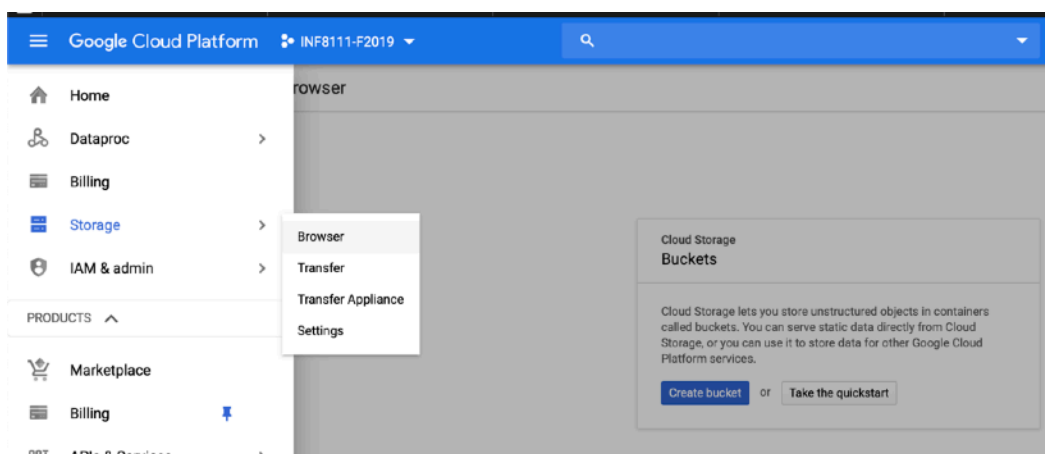 Google Cloud Platform
INF8111-F2019
rowser
Home
Dataproc
Billing
Storage
IAM & admin
PRODUCTS
Marketplace
Billing
Browser
Transfer
Transfer Appliance
Settings
Cloud Storage
Buckets
Cloud Storage lets you store unstructured objects in containers
called buckets. You can serve static data directly from Cloud
Storage, or you can use it to store data for other Google Cloud
Platform services.
Create bucket or Take the quickstart